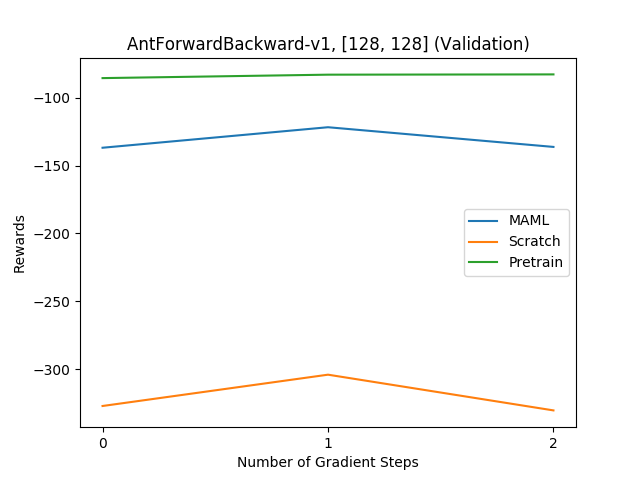 AntForwardBackward-v1, [128, 128] (Validation)
Rewards
−100
−150
−200
−250
−300
MAML
Scratch
Pretrain
0
1
2
Number of Gradient Steps